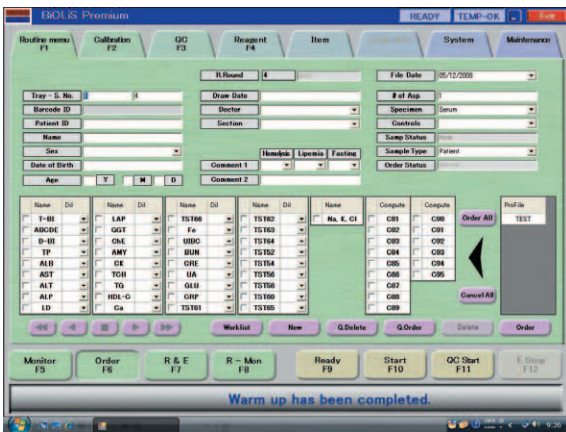 BiOLiS Premium READY TEMP-OK Exit
Routine menu Calibration QC Reagent Item System Maintenance
F1 F2 F3 F4
R.Round 4 File Date 05/12/2008
Tray - S. No. 4 Draw Date # of Asp 1
Barcode ID Doctor Specimen Serum
Patient ID Section Controls
Name Samp Status
Sex Hemolysis Lipemia Fasting Sample Type Patient
Date of Birth Comment 1 Order Status
Age Y M D Comment 2
Name Dil Name Dil Name Dil Name Dil Name Compute Compute ProFile
T-BI LAP TST66 TST62 Na, K, Cl C81 C90 Order All TEST
ABCDE GGT Fe TST63 C82 C91
D-BI ChE UIBC TST64 C83 C92
TP AMY BUN TST52 C84 C93
ALB CK CRE TST54 C85 C94
AST TCH UA TST56 C86 C95
ALT TG GLU TST58 C87
ALP HDL-C CRP TST60 C88 Cancel All
LD Ca TST61 TST65 C89
Worklist New G.Delete G.Order Delete Order
Monitor Order R & E R - Mon Ready Start QC Start E.Stop
F5 F6 F7 F8 F9 F10 F11 F12
Warm up has been completed.
9:26